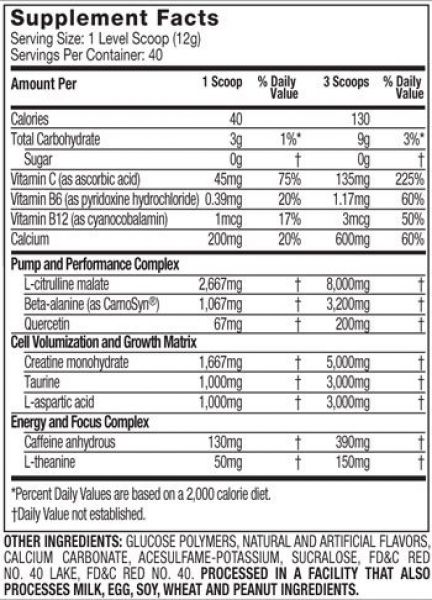 Supplement Facts
Serving Size: 1 Level Scoop (12g)
Servings Per Container: 40
Amount Per 1 Scoop % Daily Value 3 Scoops % Daily Value
Calories 40 130
Total Carbohydrate 3g 1%* 9g 3%*
Sugar 0g † 0g †
Vitamin C (as ascorbic acid) 45mg 75% 135mg 225%
Vitamin B6 (as pyridoxine hydrochloride) 0.39mg 20% 1.17mg 60%
Vitamin B12 (as cyanocobalamin) 1mcg 17% 3mcg 50%
Calcium 200mg 20% 600mg 60%
Pump and Performance Complex
L-citrulline malate 2,667mg † 8,000mg †
Beta-alanine (as CarnoSyn®) 1,067mg † 3,200mg †
Quercetin 67mg † 200mg †
Cell Volumization and Growth Matrix
Creatine monohydrate 1,667mg † 5,000mg †
Taurine 1,000mg † 3,000mg †
L-aspartic acid 1,000mg † 3,000mg †
Energy and Focus Complex
Caffeine anhydrous 130mg † 390mg †
L-theanine 50mg † 150mg †
*Percent Daily Values are based on a 2,000 calorie diet.
†Daily Value not established.
OTHER INGREDIENTS: GLUCOSE POLYMERS, NATURAL AND ARTIFICIAL FLAVORS,
CALCIUM CARBONATE, ACESULFAME-POTASSIUM, SUCRALOSE, FD&C RED
NO. 40 LAKE, FD&C RED NO. 40. PROCESSED IN A FACILITY THAT ALSO
PROCESSES MILK, EGG, SOY, WHEAT AND PEANUT INGREDIENTS.